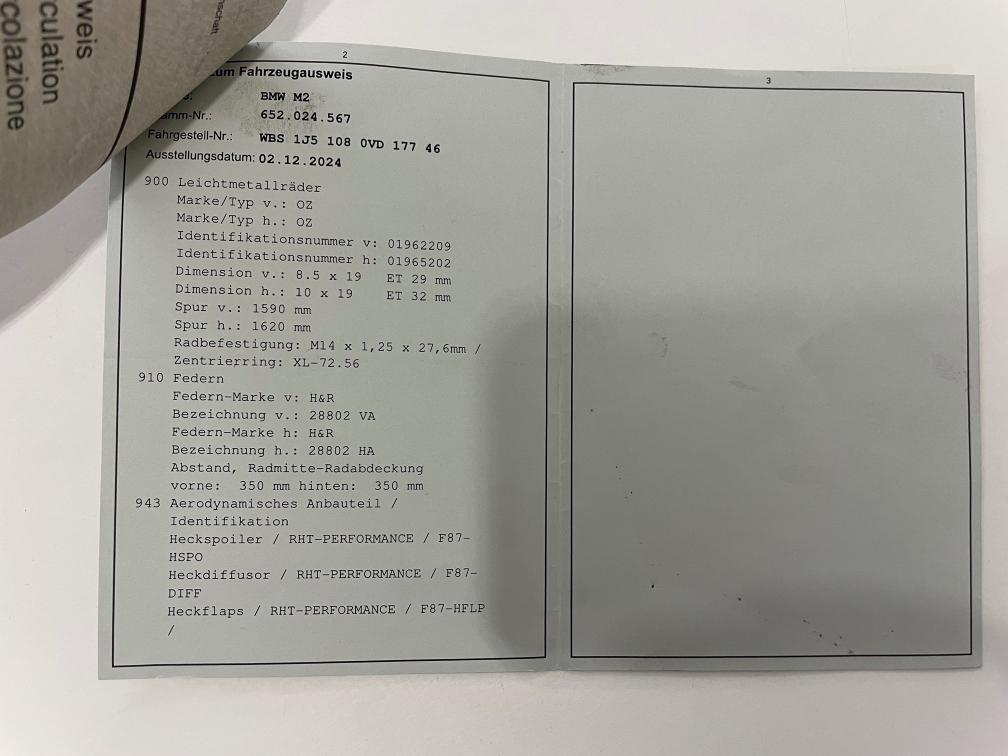 weis
culation
colazione
nschaft
2
zum Fahrzeugausweis
BMW M2
amm-Nr.: 652.024.567
Fahrgestell-Nr.: WBS 1J5 108 0VD 177 46
Ausstellungsdatum: 02.12.2024
900 Leichtmetallräder
Marke/Typ v.: OZ
Marke/Typ h.: OZ
Identifikationsnummer v: 01962209
Identifikationsnummer h: 01965202
Dimension v.: 8.5 x 19 ET 29 mm
Dimension h.: 10 x 19 ET 32 mm
Spur v.: 1590 mm
Spur h.: 1620 mm
Radbefestigung: M14 x 1,25 x 27,6mm /
Zentrierring: XL-72.56
910 Federn
Federn-Marke v: H&R
Bezeichnung v.: 28802 VA
Federn-Marke h: H&R
Bezeichnung h.: 28802 HA
Abstand, Radmitte-Radabdeckung
vorne: 350 mm hinten: 350 mm
943 Aerodynamisches Anbauteil /
Identifikation
Heckspoiler / RHT-PERFORMANCE / F87-
HSPO
Heckdiffusor / RHT-PERFORMANCE / F87-
DIFF
Heckflaps / RHT-PERFORMANCE / F87-HFLP
/
3